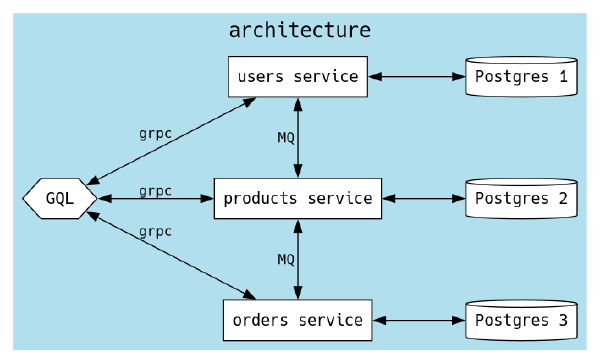 architecture
users service
Postgres 1
grpc
MQ
GQL
grpc
products service
Postgres 2
grpc
MQ
orders service
Postgres 3